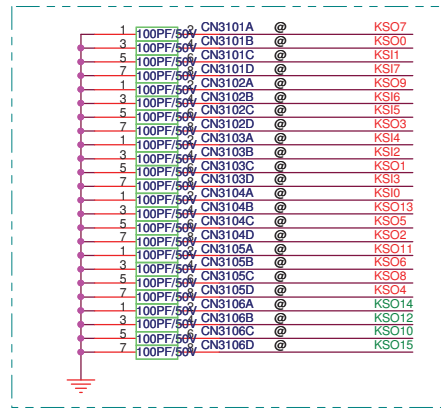 1 100PF/50V 2 CN3101A @ KSO7
3 100PF/50V 4 CN3101B @ KSO0
5 100PF/50V 6 CN3101C @ KSI1
7 100PF/50V 8 CN3101D @ KSI7
1 100PF/50V 2 CN3102A @ KSO9
3 100PF/50V 4 CN3102B @ KSI6
5 100PF/50V 6 CN3102C @ KSI5
7 100PF/50V 8 CN3102D @ KSO3
1 100PF/50V 2 CN3103A @ KSI4
3 100PF/50V 4 CN3103B @ KSI2
5 100PF/50V 6 CN3103C @ KSO1
7 100PF/50V 8 CN3103D @ KSI3
1 100PF/50V 2 CN3104A @ KSI0
3 100PF/50V 4 CN3104B @ KSO13
5 100PF/50V 6 CN3104C @ KSO5
7 100PF/50V 8 CN3104D @ KSO2
1 100PF/50V 2 CN3105A @ KSO11
3 100PF/50V 4 CN3105B @ KSO6
5 100PF/50V 6 CN3105C @ KSO8
7 100PF/50V 8 CN3105D @ KSO4
1 100PF/50V 2 CN3106A @ KSO14
3 100PF/50V 4 CN3106B @ KSO12
5 100PF/50V 6 CN3106C @ KSO10
7 100PF/50V 8 CN3106D @ KSO15